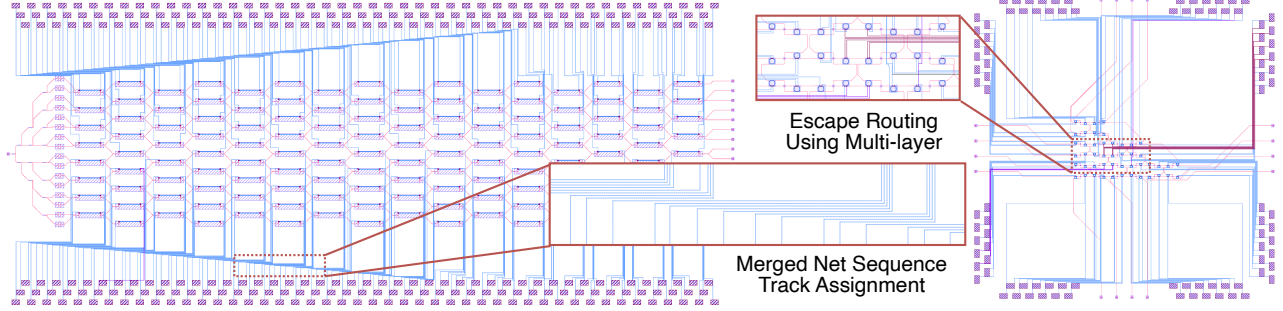 Escape Routing
Using Multi-layer
Merged Net Sequence
Track Assignment